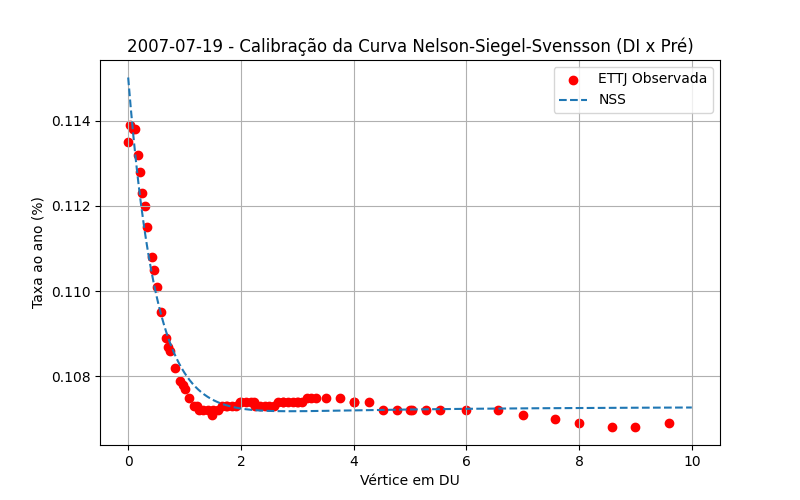 2007-07-19 - Calibração da Curva Nelson-Siegel-Svensson (DI x Pré)
ETTJ Observada
NSS
Taxa ao ano (%)
0.114
0.112
0.110
0.108
0
2
4
6
8
10
Vértice em DU